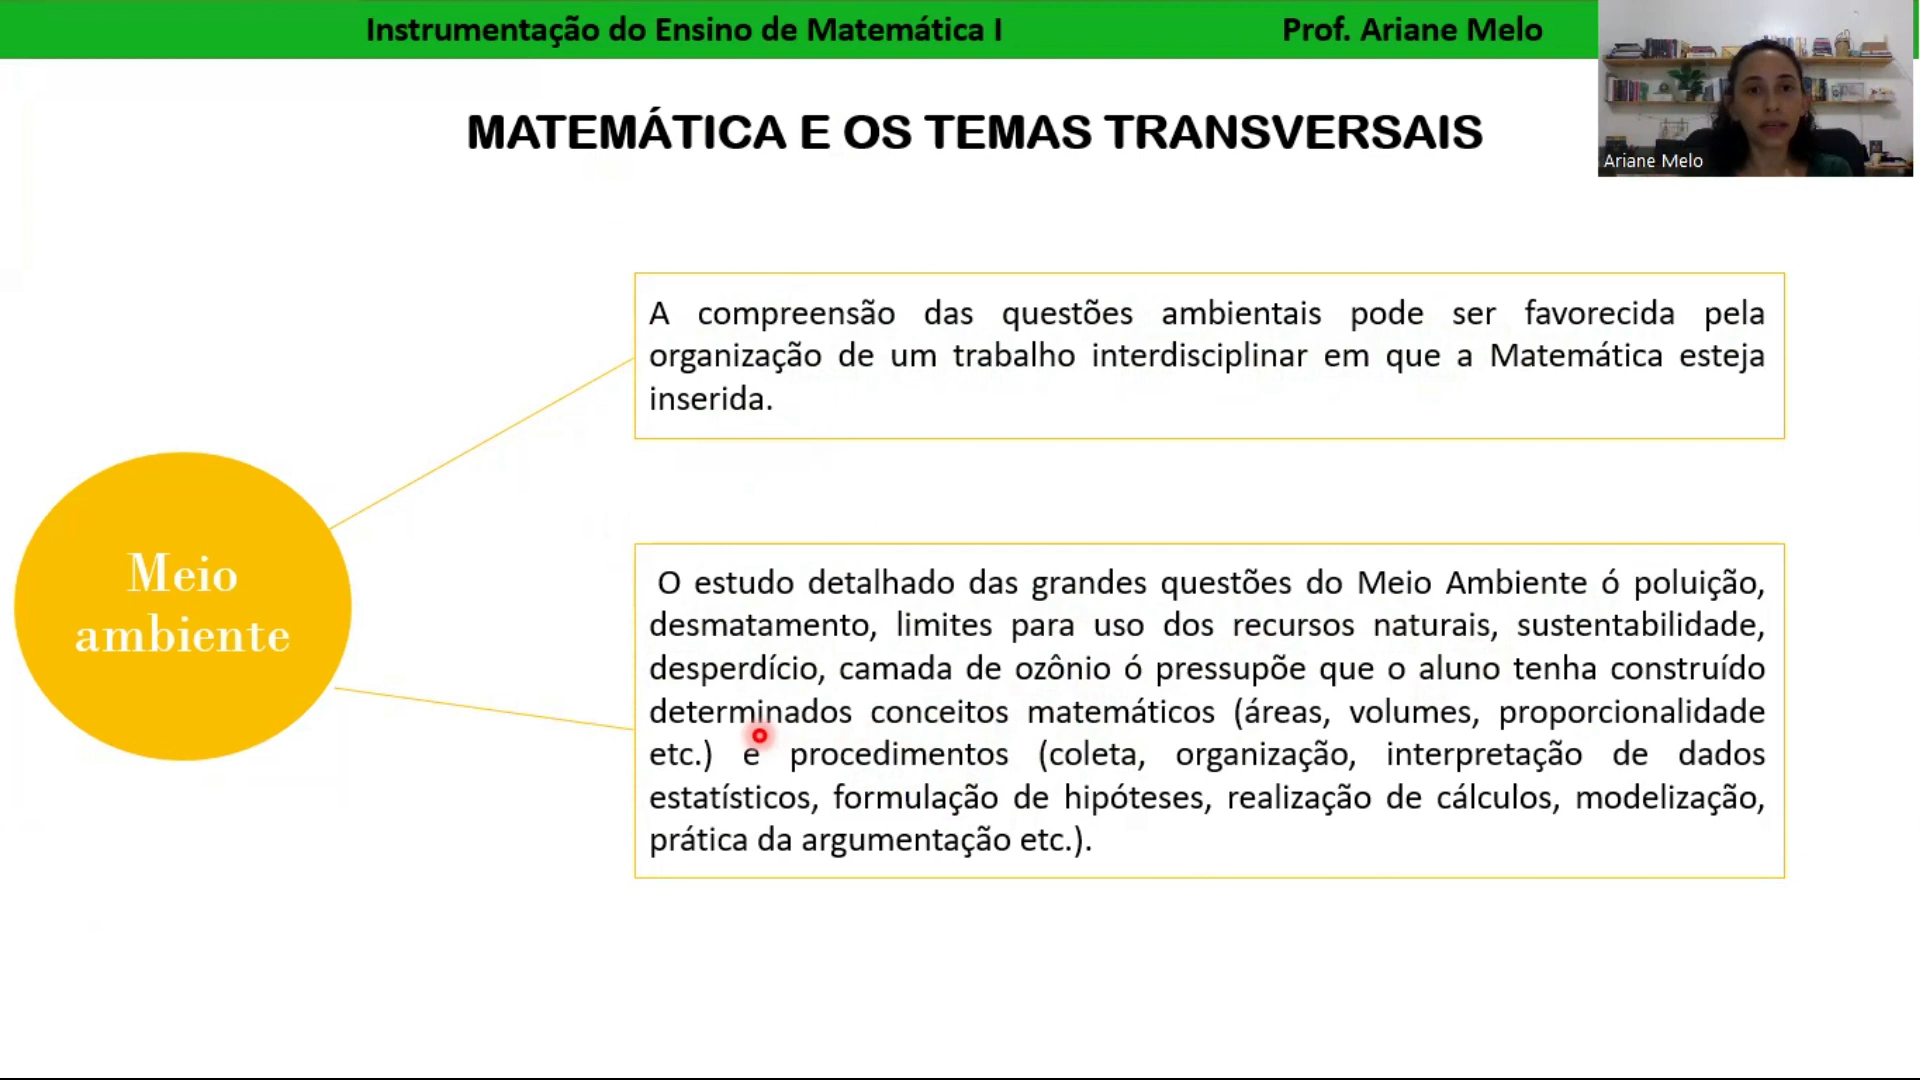 Instrumentação do Ensino de Matemática I
Prof. Ariane Melo
Ariane Melo
MATEMÁTICA E OS TEMAS TRANSVERSAIS
A compreensão das questões ambientais pode ser favorecida pela
organização de um trabalho interdisciplinar em que a Matemática esteja
inserida.
Meio
ambiente
O estudo detalhado das grandes questões do Meio Ambiente ó poluição,
desmatamento, limites para uso dos recursos naturais, sustentabilidade,
desperdício, camada de ozônio ó pressupõe que o aluno tenha construído
determinados conceitos matemáticos (áreas, volumes, proporcionalidade
etc.) e procedimentos (coleta, organização, interpretação de dados
estatísticos, formulação de hipóteses, realização de cálculos, modelização,
prática da argumentação etc.).